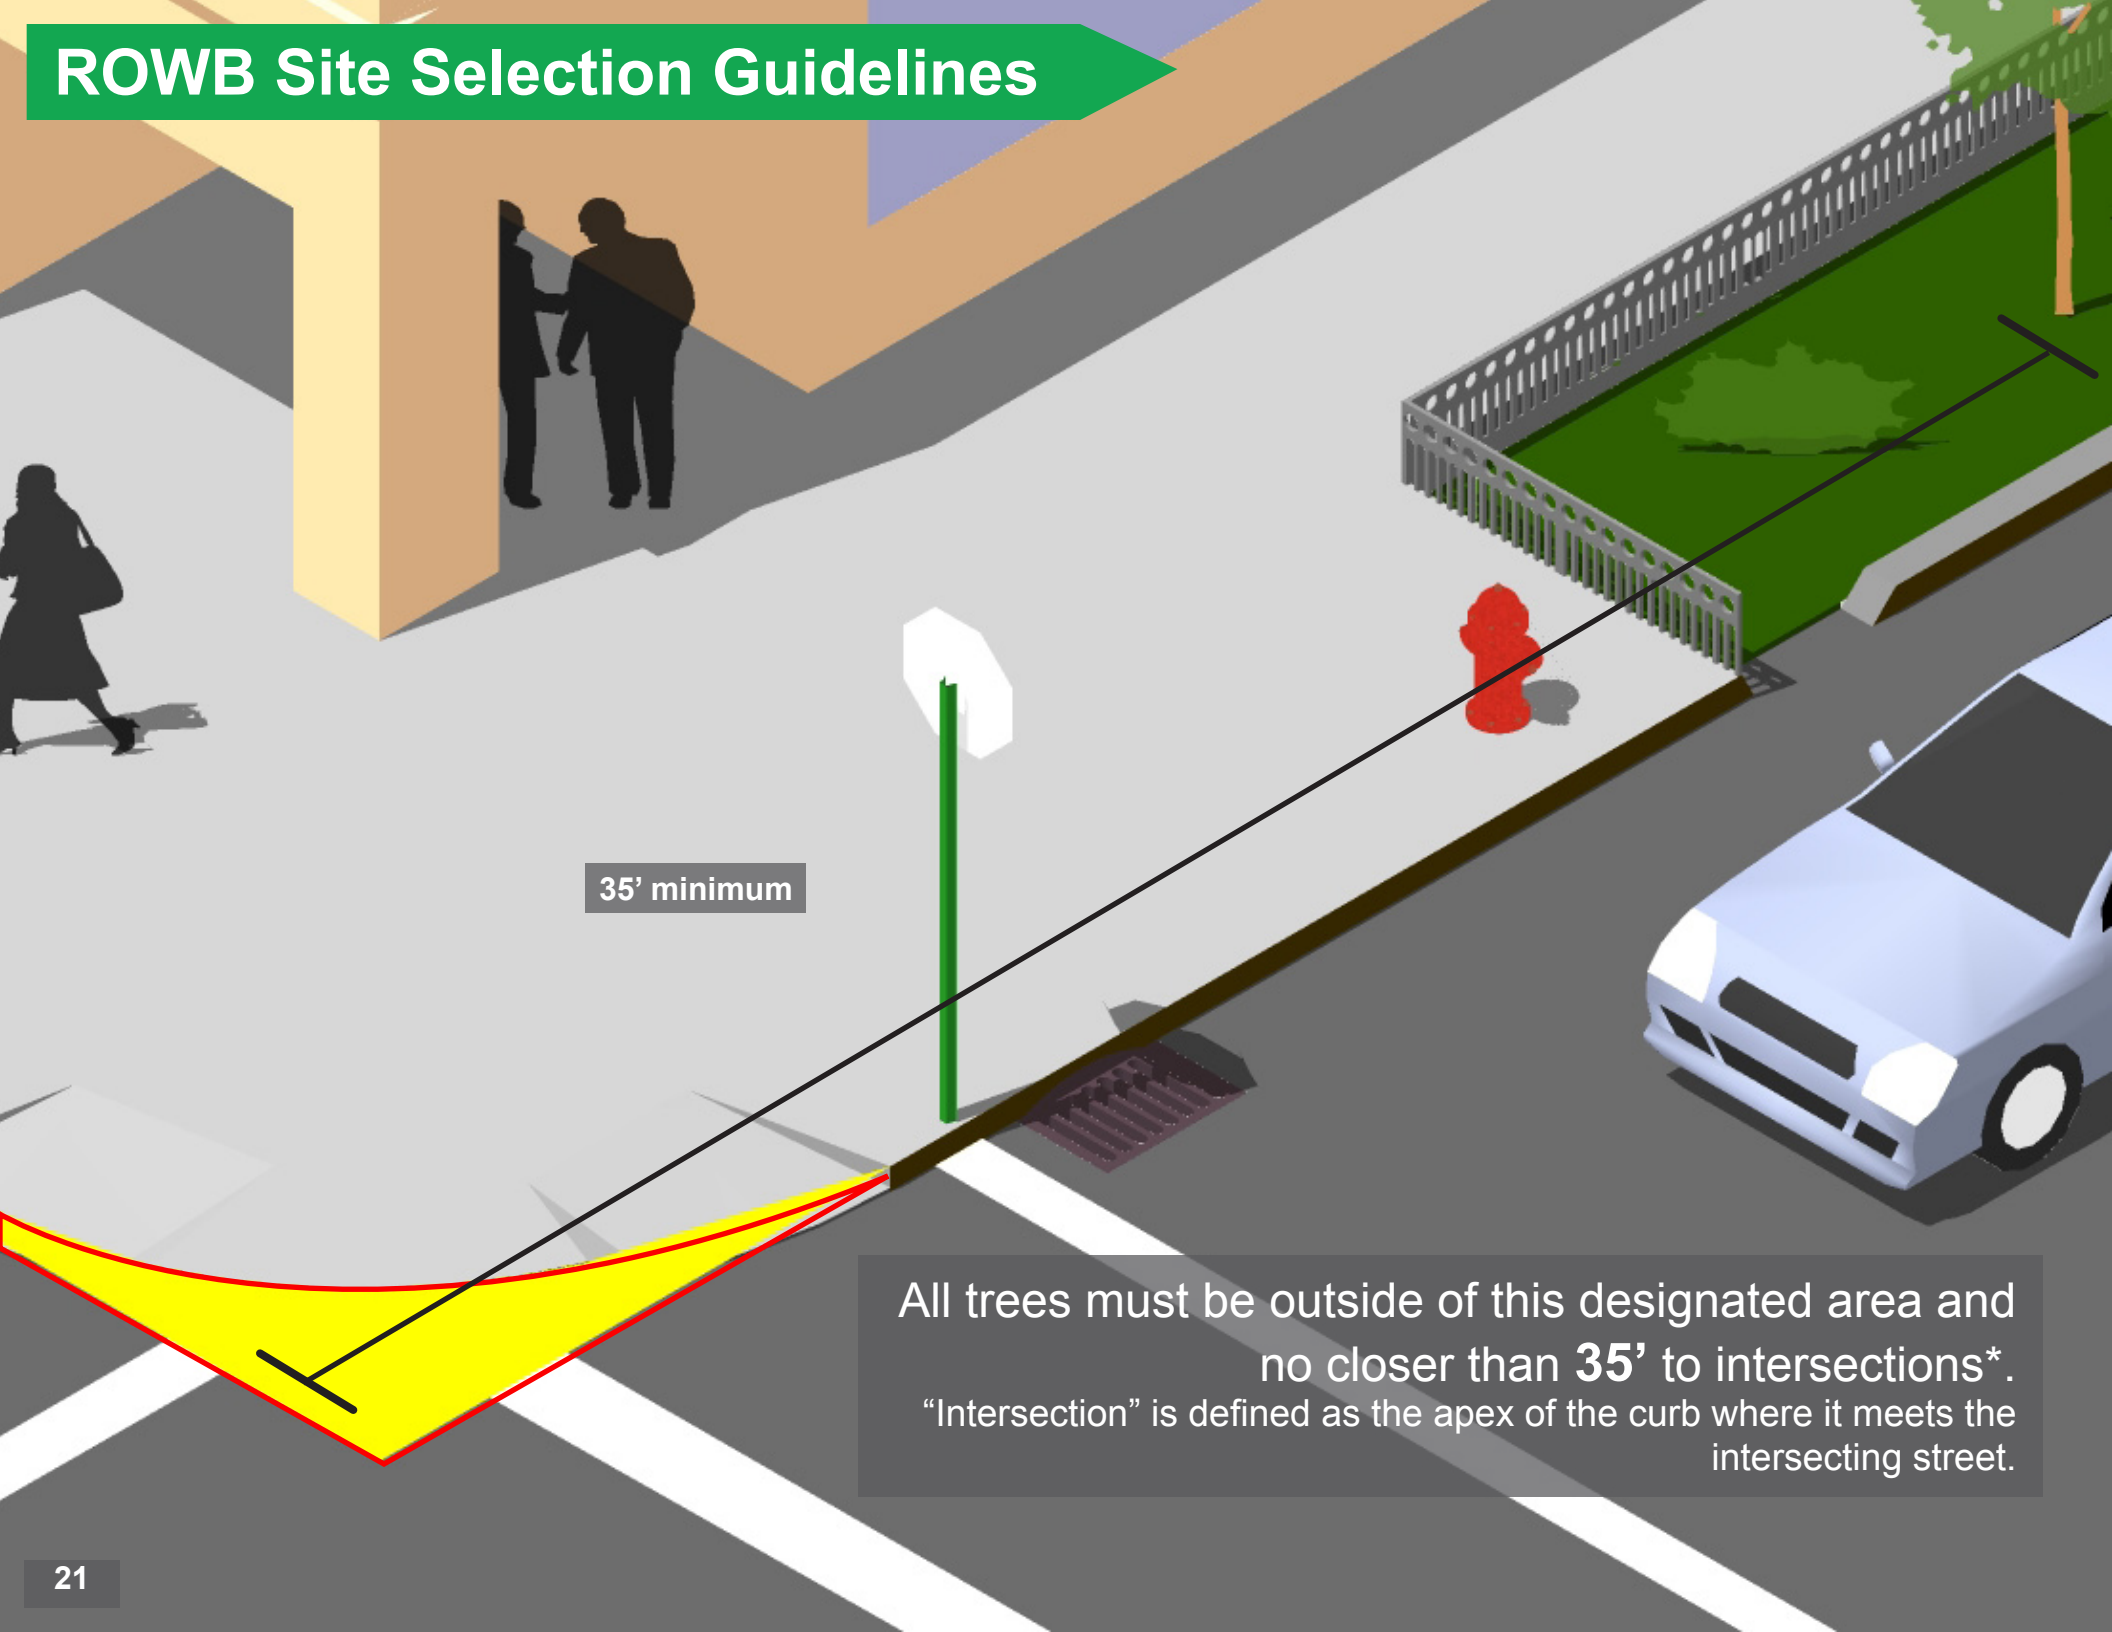 ROWB Site Selection Guidelines
35’ minimum
All trees must be outside of this designated area and
no closer than 35’ to intersections*.
“Intersection” is defined as the apex of the curb where it meets the
intersecting street.
21